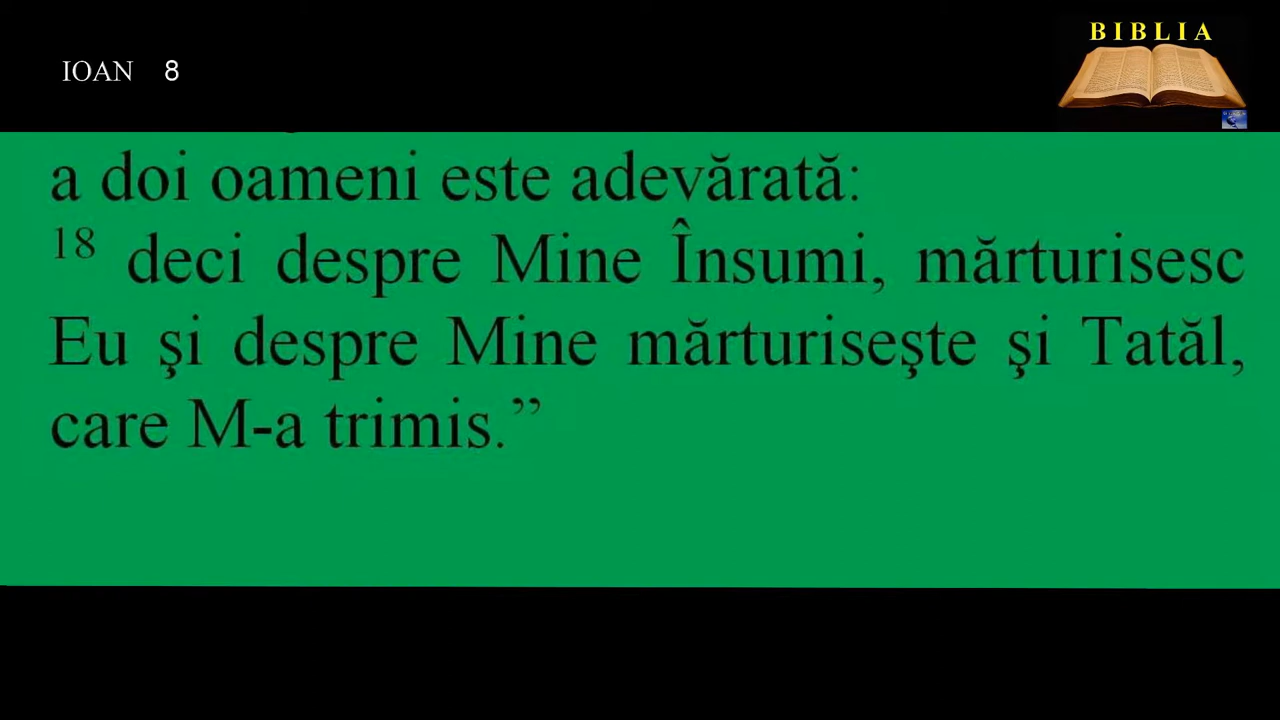 BIBLIA
IOAN 8
a doi oameni este adevărată:
18 deci despre Mine Însumi, mărturisesc
Eu şi despre Mine mărturiseşte şi Tatăl,
care M-a trimis.”